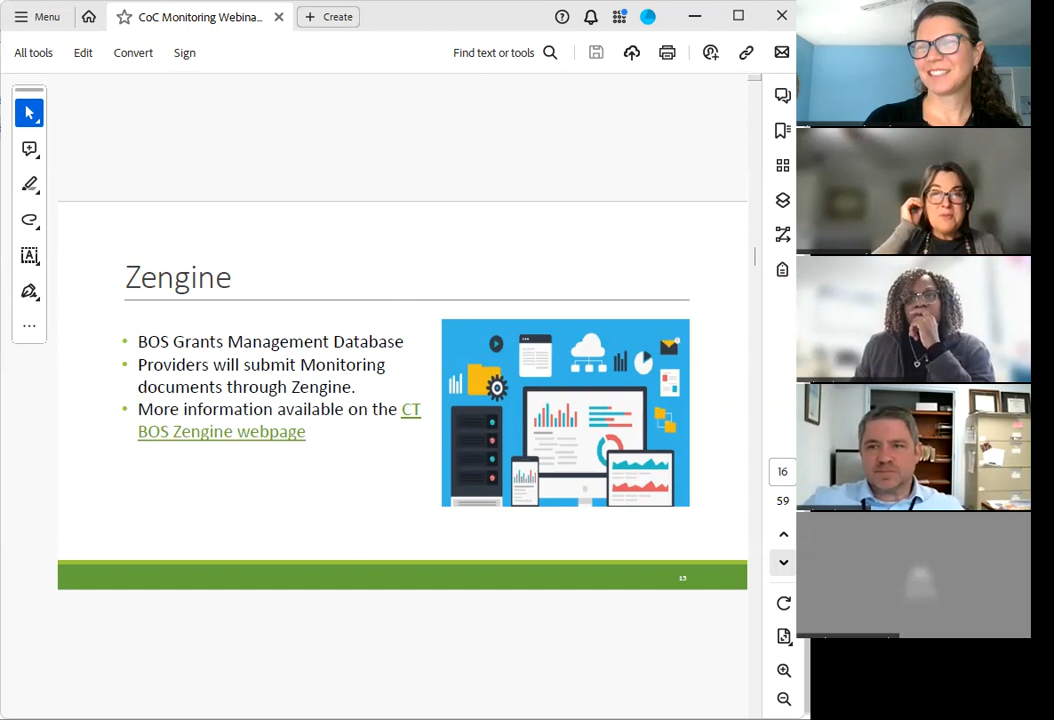 Menu
CoC Monitoring Webina...
Create
All tools
Edit
Convert
Sign
Find text or tools
Zengine
• BOS Grants Management Database
• Providers will submit Monitoring
documents through Zengine.
• More information available on the CT
BOS Zengine webpage
15
16
59